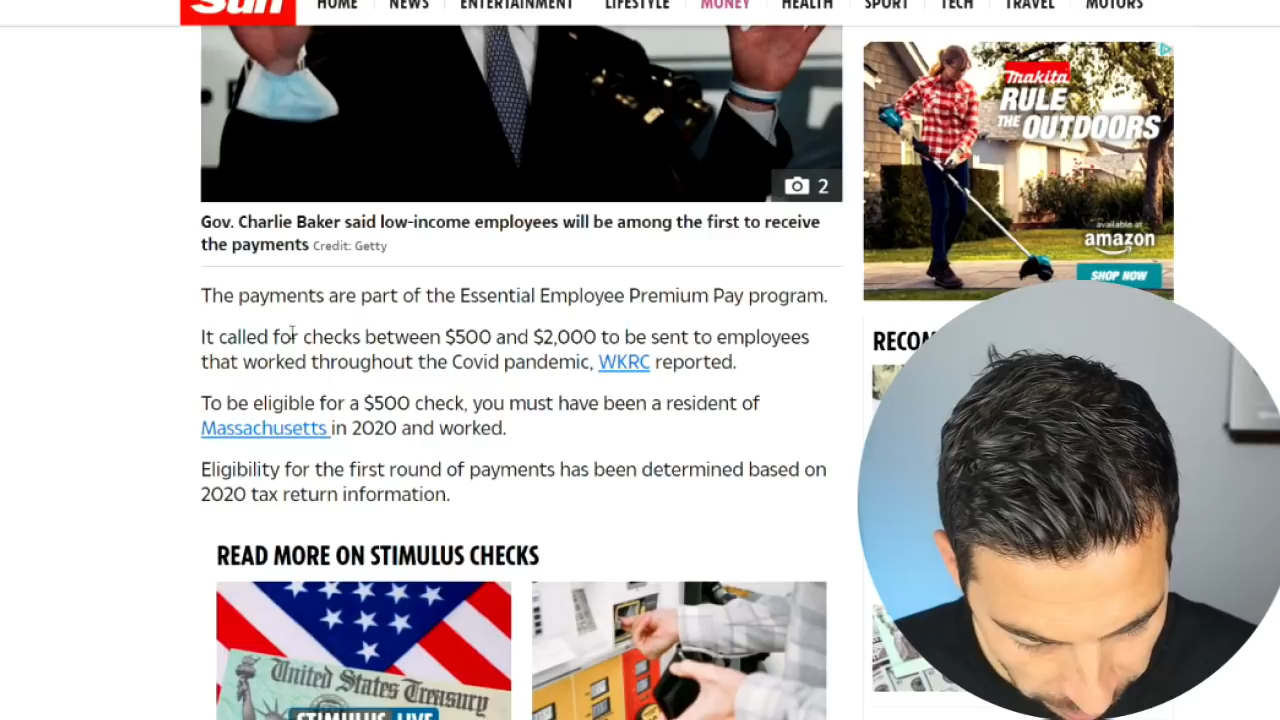 Sun
HOME NEWS ENTERTAINMENT LIFESTYLE MONEY HEALTH SPORT TECH TRAVEL MOTORS
2
Gov. Charlie Baker said low-income employees will be among the first to receive
the payments Credit: Getty
The payments are part of the Essential Employee Premium Pay program.
It called for checks between $500 and $2,000 to be sent to employees
that worked throughout the Covid pandemic, WKRC reported.
To be eligible for a $500 check, you must have been a resident of
Massachusetts in 2020 and worked.
Eligibility for the first round of payments has been determined based on
2020 tax return information.
READ MORE ON STIMULUS CHECKS
United States Treasury
STIMULUS LIVE
makita
RULE
THE OUTDOORS
available at
amazon
SHOP NOW